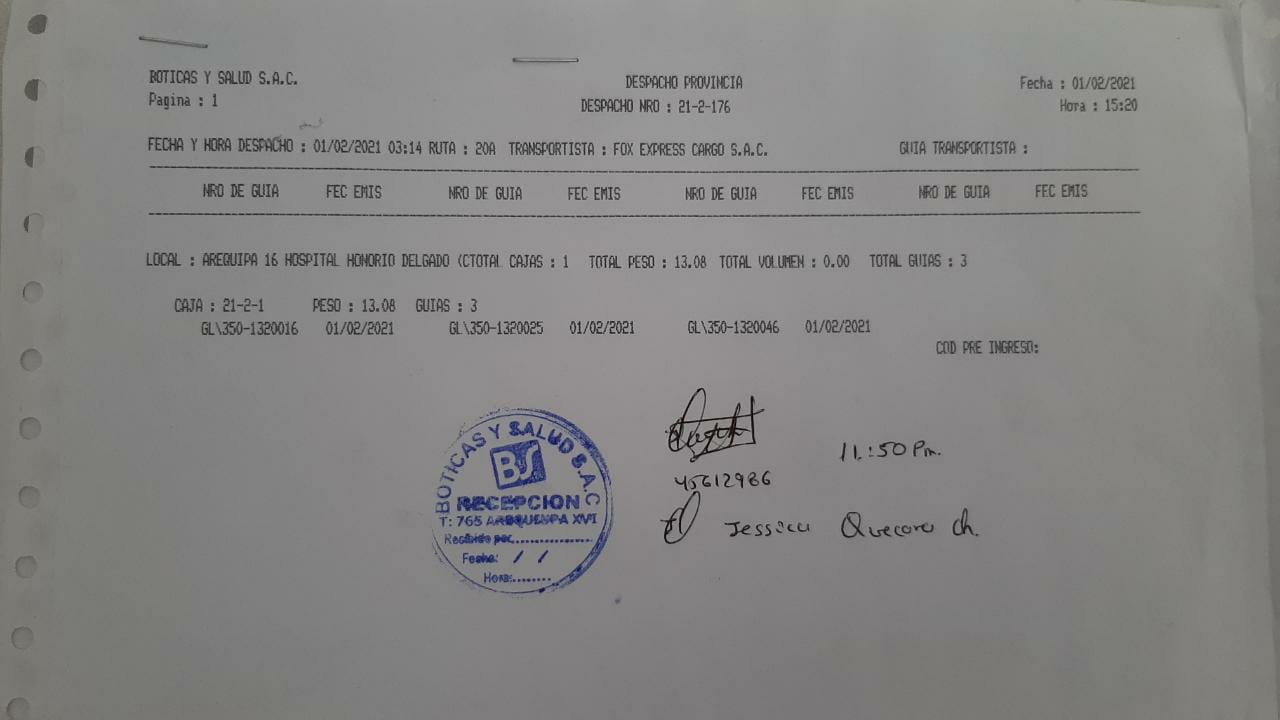 BOTICAS Y SALUD S.A.C. DESPACHO PROVINCIA Fecha : 01/02/2021
Pagina : 1 DESPACHO NRO : 21-2-176 Hora : 15:20
FECHA Y HORA DESPACHO : 01/02/2021 03:14 RUTA : 20A TRANSPORTISTA : FOX EXPRESS CARGO S.A.C. GUIA TRANSPORTISTA :
NRO DE GUIA FEC EMIS NRO DE GUIA FEC EMIS NRO DE GUIA FEC EMIS NRO DE GUIA FEC EMIS
LOCAL : AREQUIPA 16 HOSPITAL HONORIO DELGADO (CTOTAL CAJAS : 1 TOTAL PESO : 13.08 TOTAL VOLUMEN : 0.00 TOTAL GUIAS : 3
CAJA : 21-2-1 PESO : 13.08 GUIAS : 3
GL\350-1320016 01/02/2021 GL\350-1320025 01/02/2021 GL\350-1320046 01/02/2021
COD PRE INGRESO:
BOTICAS Y SALUD S.A.C
BS
RECEPCION
T: 765 AREQUIPA XVI
Recibido por:..................
Fecha: / /
Hora:........
11:50 Pm.
45612986
Jessica Ch.